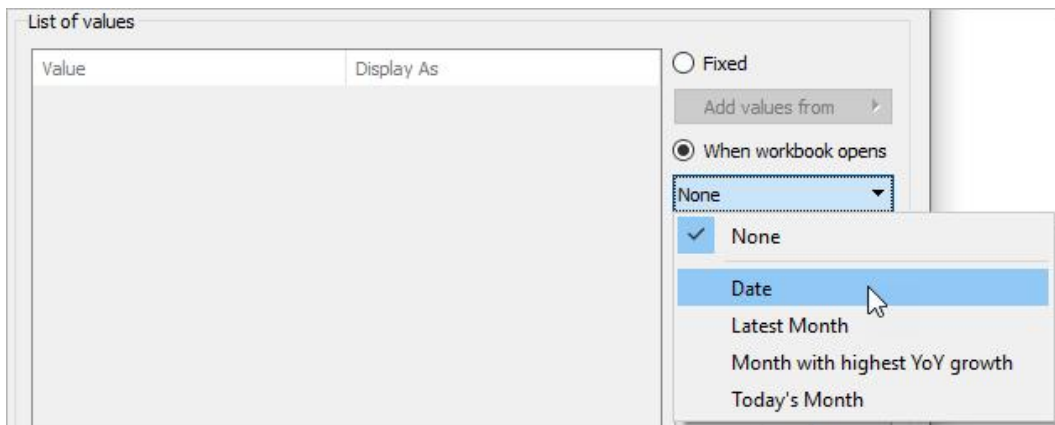 List of values
Value Display As
Fixed
Add values from
When workbook opens
None
None
Date
Latest Month
Month with highest YoY growth
Today's Month